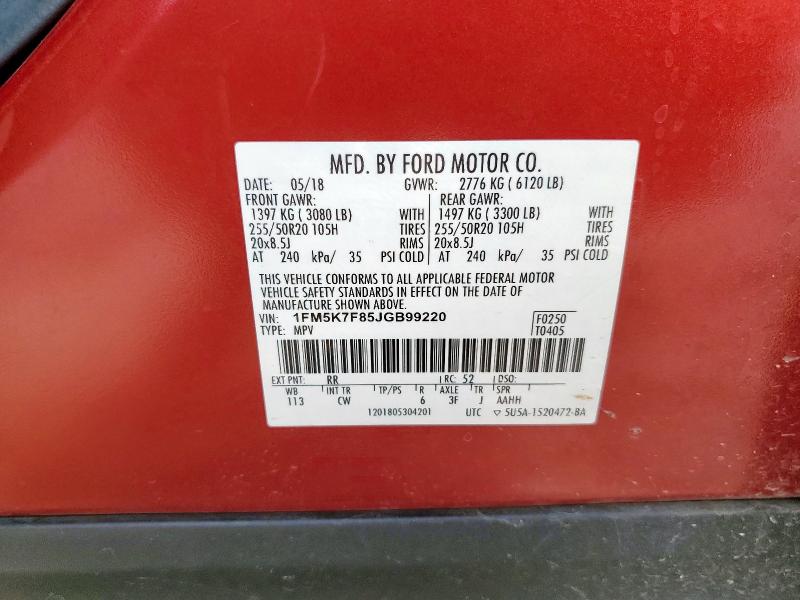 MFD. BY FORD MOTOR CO.
DATE: 05/18 GVWR: 2776 KG ( 6120 LB)
FRONT GAWR: REAR GAWR:
1397 KG ( 3080 LB) WITH 1497 KG ( 3300 LB) WITH
255/50R20 105H TIRES 255/50R20 105H TIRES
20x8.5J RIMS 20x8.5J RIMS
AT 240 kPa/ 35 PSI COLD AT 240 kPa/ 35 PSI COLD
THIS VEHICLE CONFORMS TO ALL APPLICABLE FEDERAL MOTOR
VEHICLE SAFETY STANDARDS IN EFFECT ON THE DATE OF
MANUFACTURE SHOWN ABOVE.
VIN: 1FM5K7F85JGB99220 F0250
TYPE: MPV T0405
EXT PNT: RR RC: 52 DSO:
WB INT TR TP/PS R AXLE TR SPR
113 CW 6 3F J AAHH
1201805304201 UTC ▽ 5U5A-1520472-BA